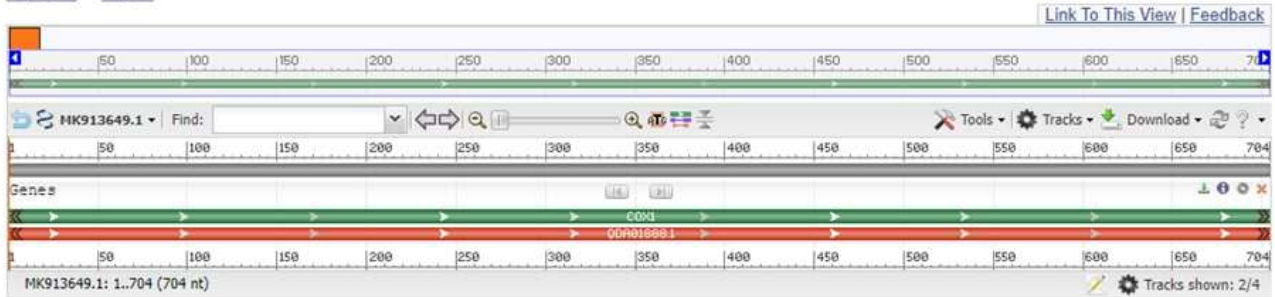 Link To This View | Feedback
50 100 150 200 250 300 350 400 450 500 550 600 650
MK913649.1 Find: Tools Tracks Download ?
1 50 100 150 200 250 300 350 400 450 500 550 600 650 704
Genes
COX1
QDA01888.1
1 50 100 150 200 250 300 350 400 450 500 550 600 650 704
MK913649.1: 1..704 (704 nt) Tracks shown: 2/4